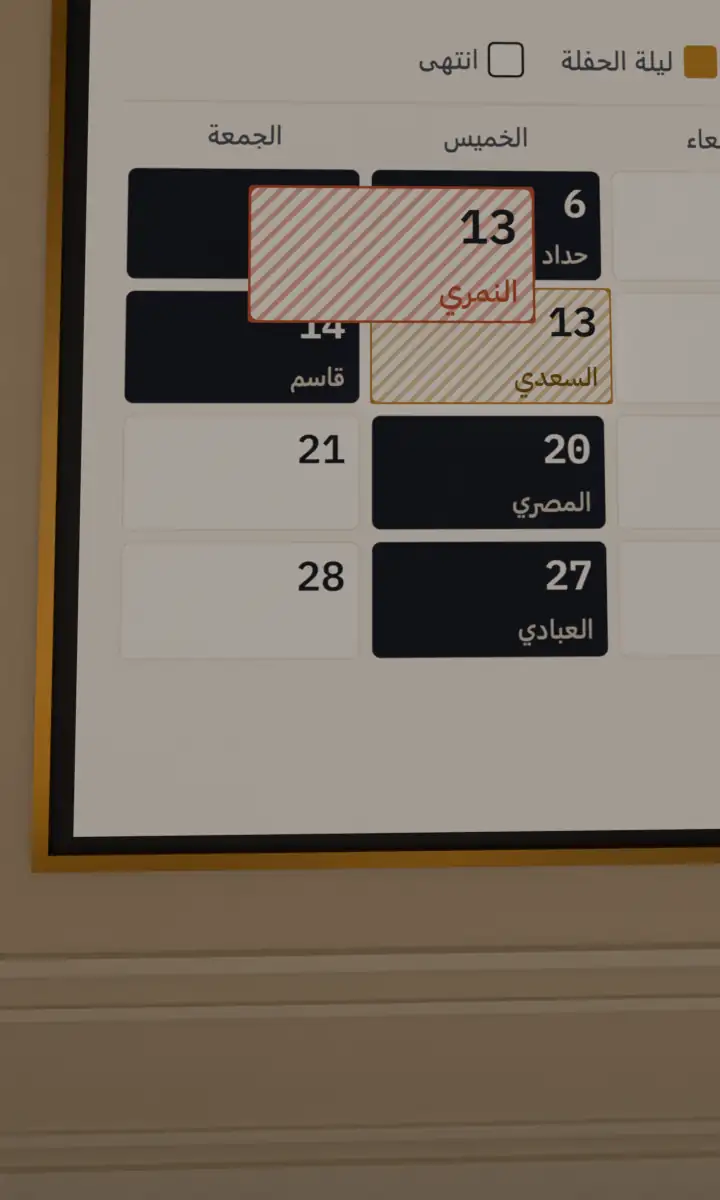 ليلة الحفلة
انتهى
الخميس
الجمعة
6
حداد
13
النمري
13
السعدي
14
قاسم
20
المصري
21
27
العبادي
28